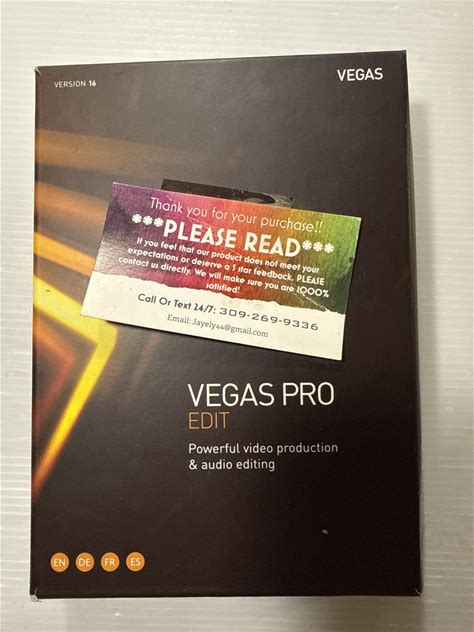 VERSION 16
VEGAS
Thank you for your purchase!!
***PLEASE READ***
If you feel that our product does not meet your
expectations or deserve a 5 star feedback, PLEASE
contact us directly. We will make sure you are 1000%
satisfied!
Call Or Text 24/7: 309-269-9336
Email: Jayely44@gmail.com
VEGAS PRO
EDIT
Powerful video production
& audio editing
EN DE FR ES